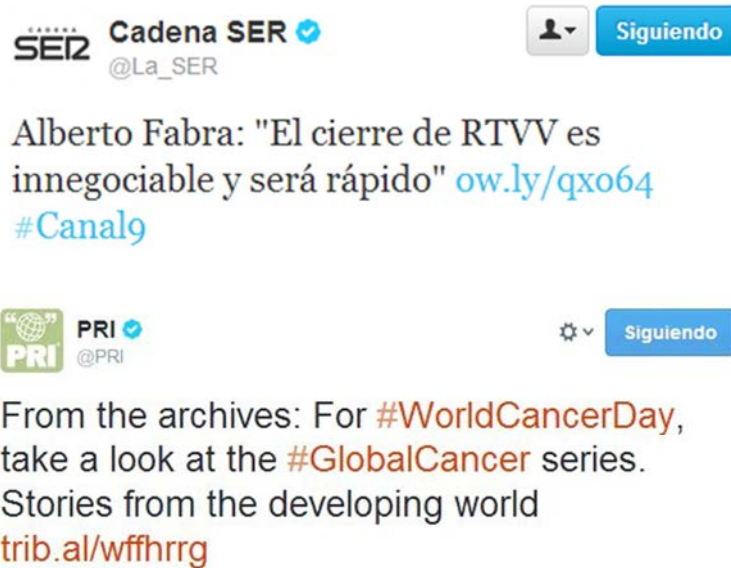 CADENA
SER
Cadena SER
@La_SER
Siguiendo
Alberto Fabra: "El cierre de RTVV es
innegociable y será rápido" ow.ly/qxo64
#Canal9
PRI
PRI
@PRI
Siguiendo
From the archives: For #WorldCancerDay,
take a look at the #GlobalCancer series.
Stories from the developing world
trib.al/wffhrrg